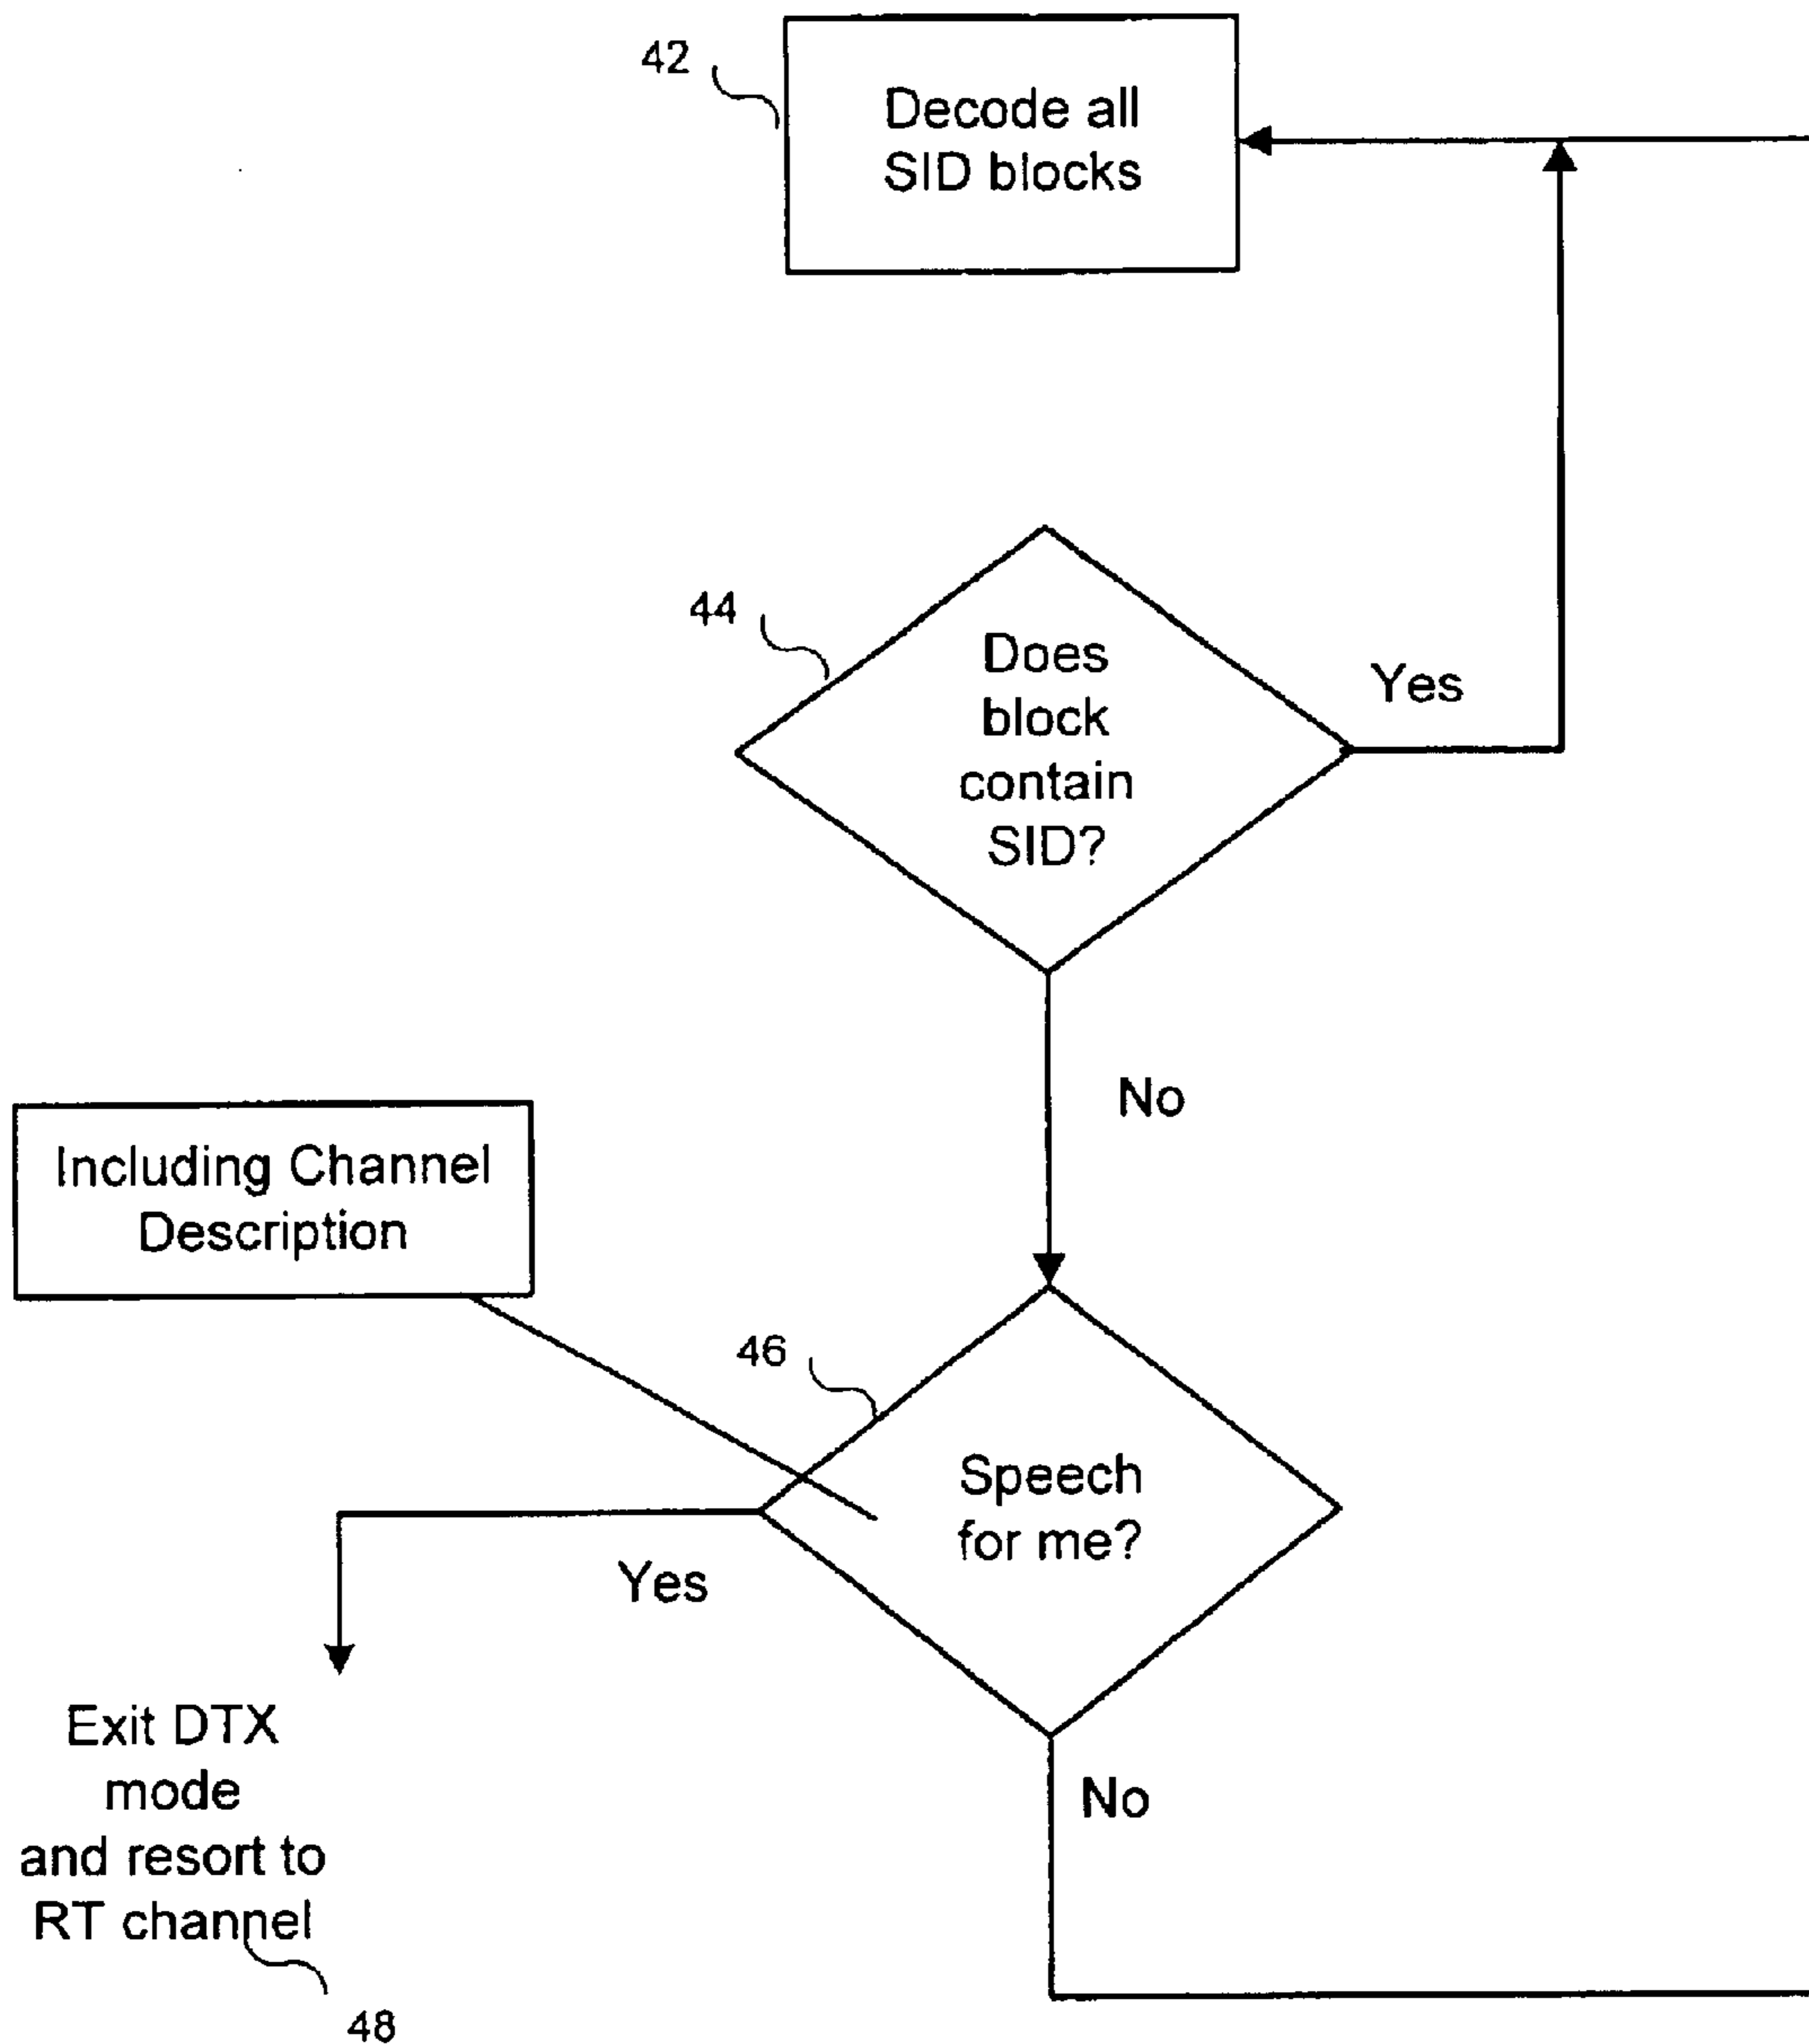 42
Decode all
SID blocks
44
Does
block
contain
SID?
Yes
No
Including Channel
Description
46
Speech
for me?
Yes
No
Exit DTX
mode
and resort to
RT channel
48